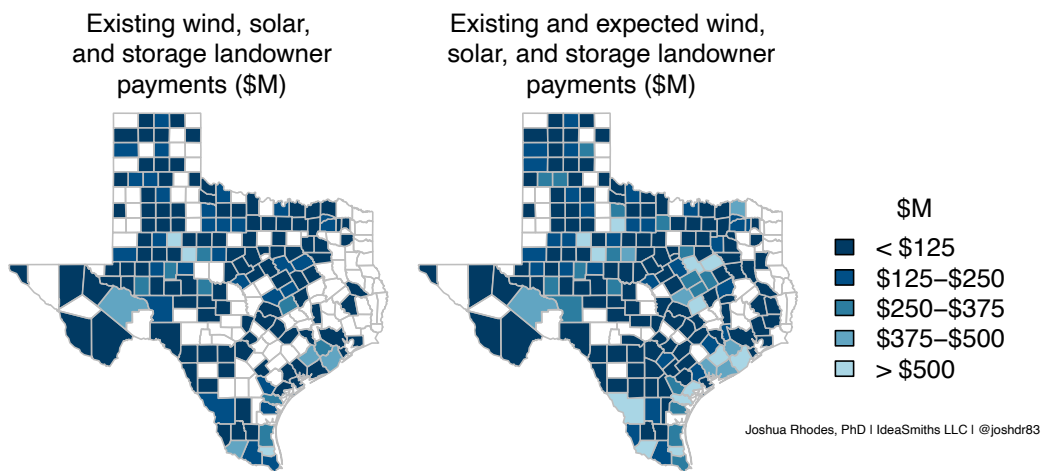 Existing wind, solar,
and storage landowner
payments ($M)
Existing and expected wind,
solar, and storage landowner
payments ($M)
$M
< $125
$125–$250
$250–$375
$375–$500
> $500
Joshua Rhodes, PhD | IdeaSmiths LLC | @joshdr83